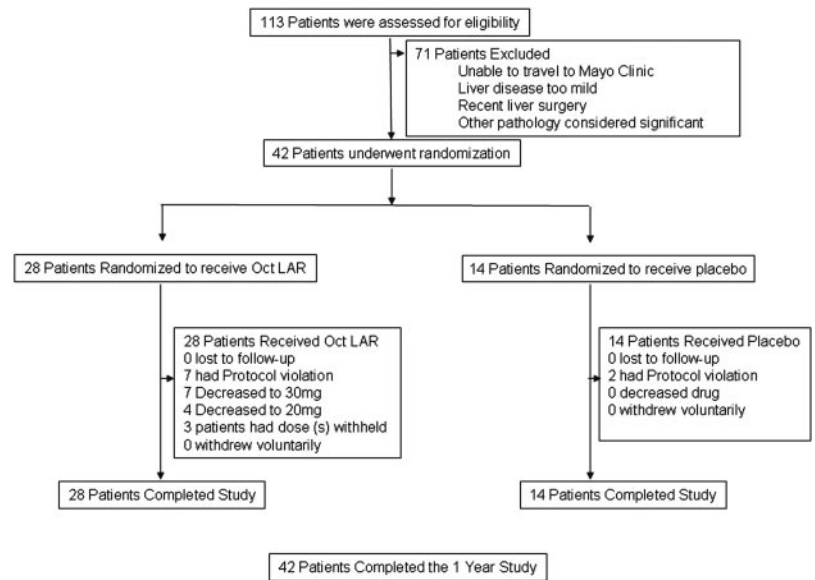 113 Patients were assessed for eligibility
71 Patients Excluded
Unable to travel to Mayo Clinic
Liver disease too mild
Recent liver surgery
Other pathology considered significant
42 Patients underwent randomization
28 Patients Randomized to receive Oct LAR
14 Patients Randomized to receive placebo
28 Patients Received Oct LAR
0 lost to follow-up
7 had Protocol violation
7 Decreased to 30mg
4 Decreased to 20mg
3 patients had dose (s) withheld
0 withdrew voluntarily
14 Patients Received Placebo
0 lost to follow-up
2 had Protocol violation
0 decreased drug
0 withdrew voluntarily
28 Patients Completed Study
14 Patients Completed Study
42 Patients Completed the 1 Year Study